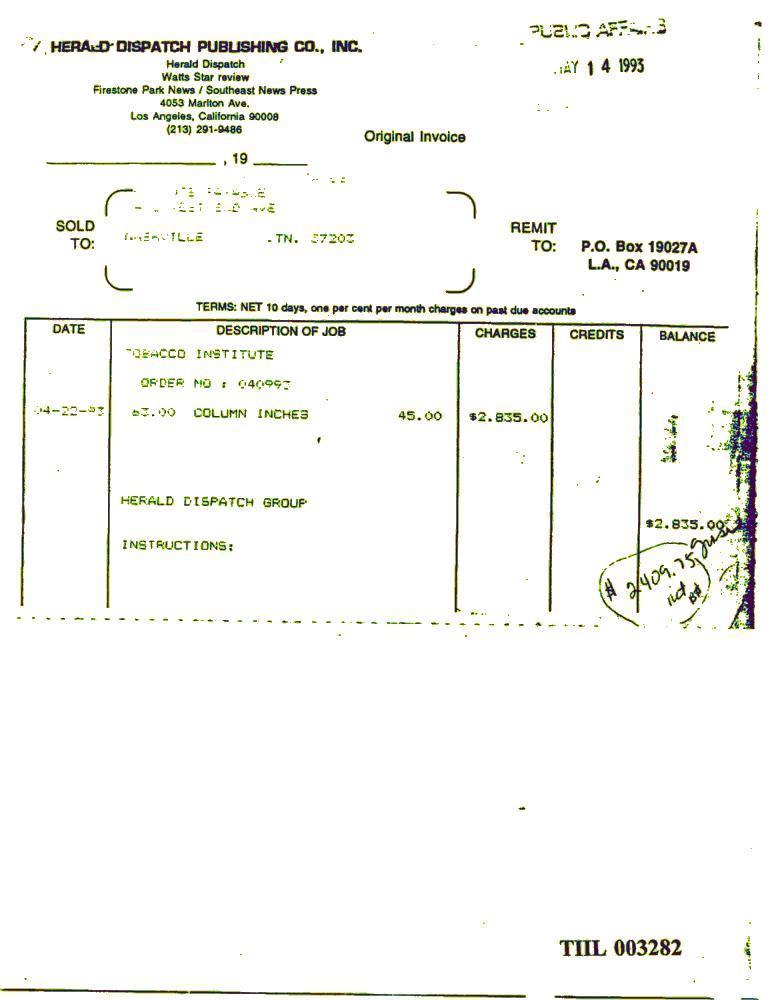 PUBLIC AFFAIRS
MAY 14 1993
HERALD DISPATCH PUBLISHING CO., INC.
Herald Dispatch
Watts Star review
Firestone Park News / Southeast News Press
4053 Marlton Ave.
Los Angeles, California 90008
(213) 291-9486
Original Invoice
, 19
SOLD TO:
END AVE
NASHVILLE .TN. 37203
REMIT TO:
P.O. Box 19027A
L.A., CA 90019
TERMS: NET 10 days, one per cent per month charges on past due accounts
DATE DESCRIPTION OF JOB CHARGES CREDITS BALANCE
TOBACCO INSTITUTE
ORDER NO : 040993
04-22-93 63.00 COLUMN INCHES 45.00 $2.835.00
HERALD DISPATCH GROUP
$2.835.00
INSTRUCTIONS:
$ 2409.75
net
TIIL 003282